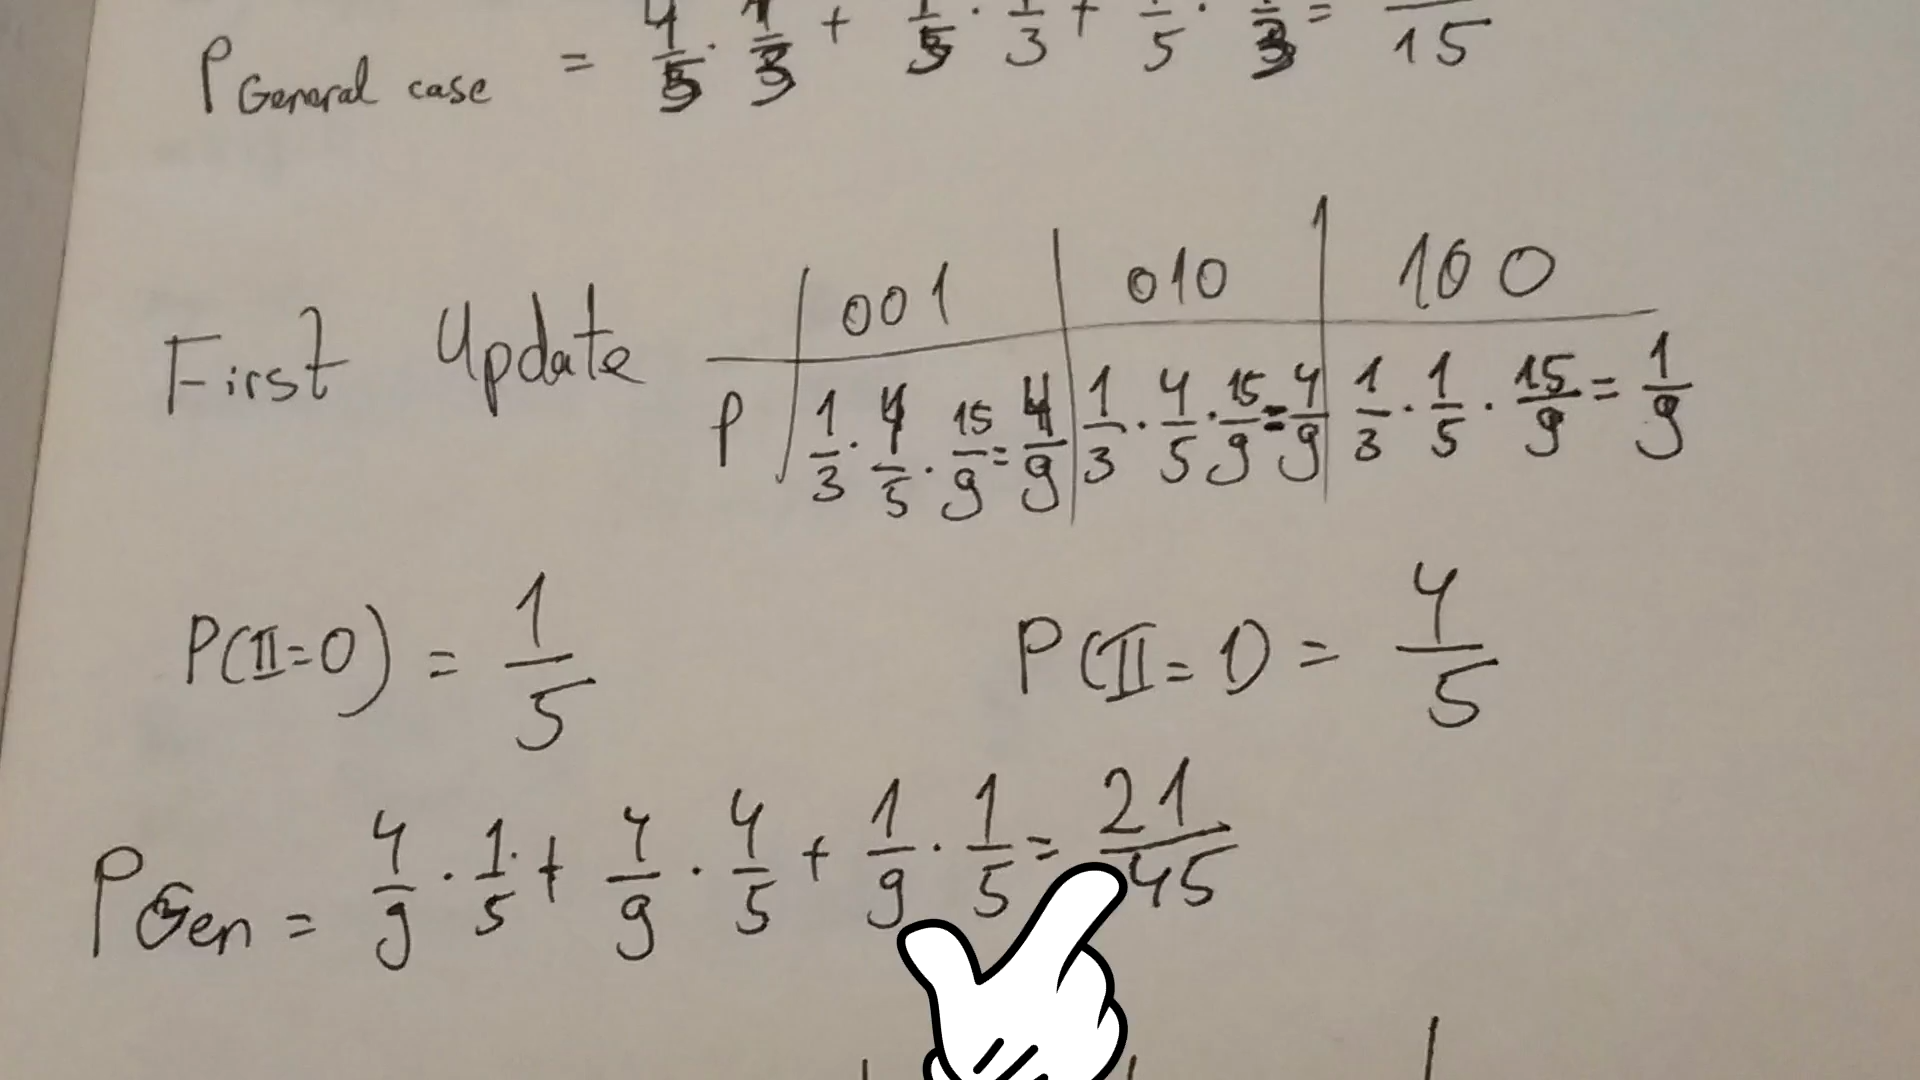 P General case = 4/5 · 1/3 + 1/5 · 1/3 + 1/5 · 1/3 = /15
First Update | 001 | 010 | 100
P | 1/3 · 4/5 · 15/9 = 4/9 | 1/3 · 4/5 · 15/9 = 4/9 | 1/3 · 1/5 · 15/9 = 1/9
P(II=0) = 1/5 P(II=1) = 4/5
P Gen = 4/9 · 1/5 + 4/9 · 4/5 + 1/9 · 1/5 = 21/45